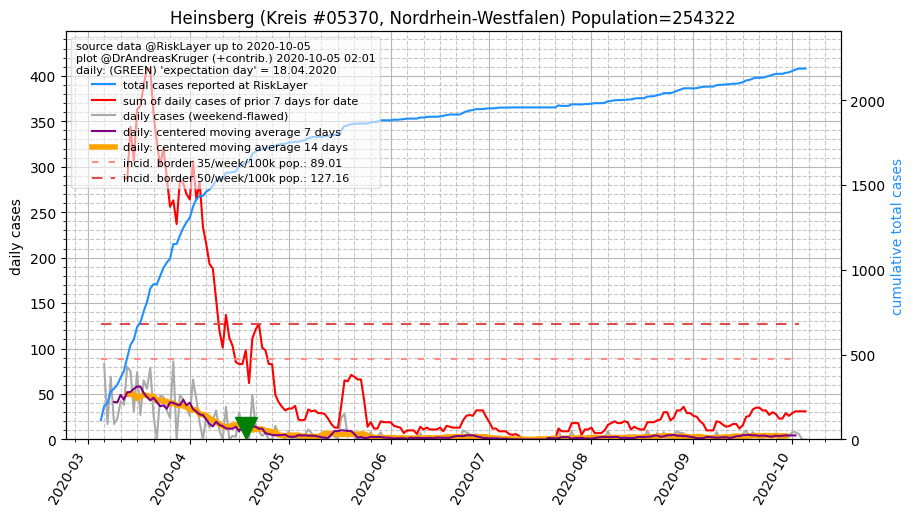 Heinsberg (Kreis #05370, Nordrhein-Westfalen) Population=254322
source data @RiskLayer up to 2020-10-05
plot @DrAndreasKruger (+contrib.) 2020-10-05 02:01
daily: (GREEN) 'expectation day' = 18.04.2020
total cases reported at RiskLayer
sum of daily cases of prior 7 days for date
daily cases (weekend-flawed)
daily: centered moving average 7 days
daily: centered moving average 14 days
incid. border 35/week/100k pop.: 89.01
incid. border 50/week/100k pop.: 127.16
daily cases
400
350
300
250
200
150
100
50
0
cumulative total cases
2000
1500
1000
500
0
2020-03
2020-04
2020-05
2020-06
2020-07
2020-08
2020-09
2020-10